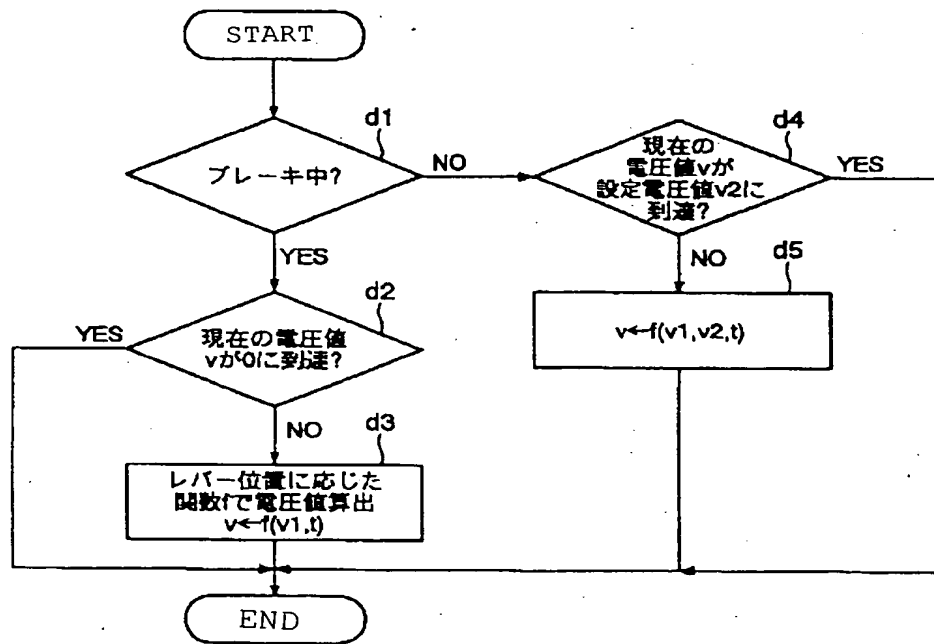 START
d1
ブレーキ中?
NO
YES
d4
現在の
電圧値vが
設定電圧値v2に
到達?
YES
NO
d5
v←f(v1,v2,t)
d2
YES
現在の電圧値
vが0に到達?
NO
d3
レバー位置に応じた
関数fで電圧値算出
v←f(v1,t)
END